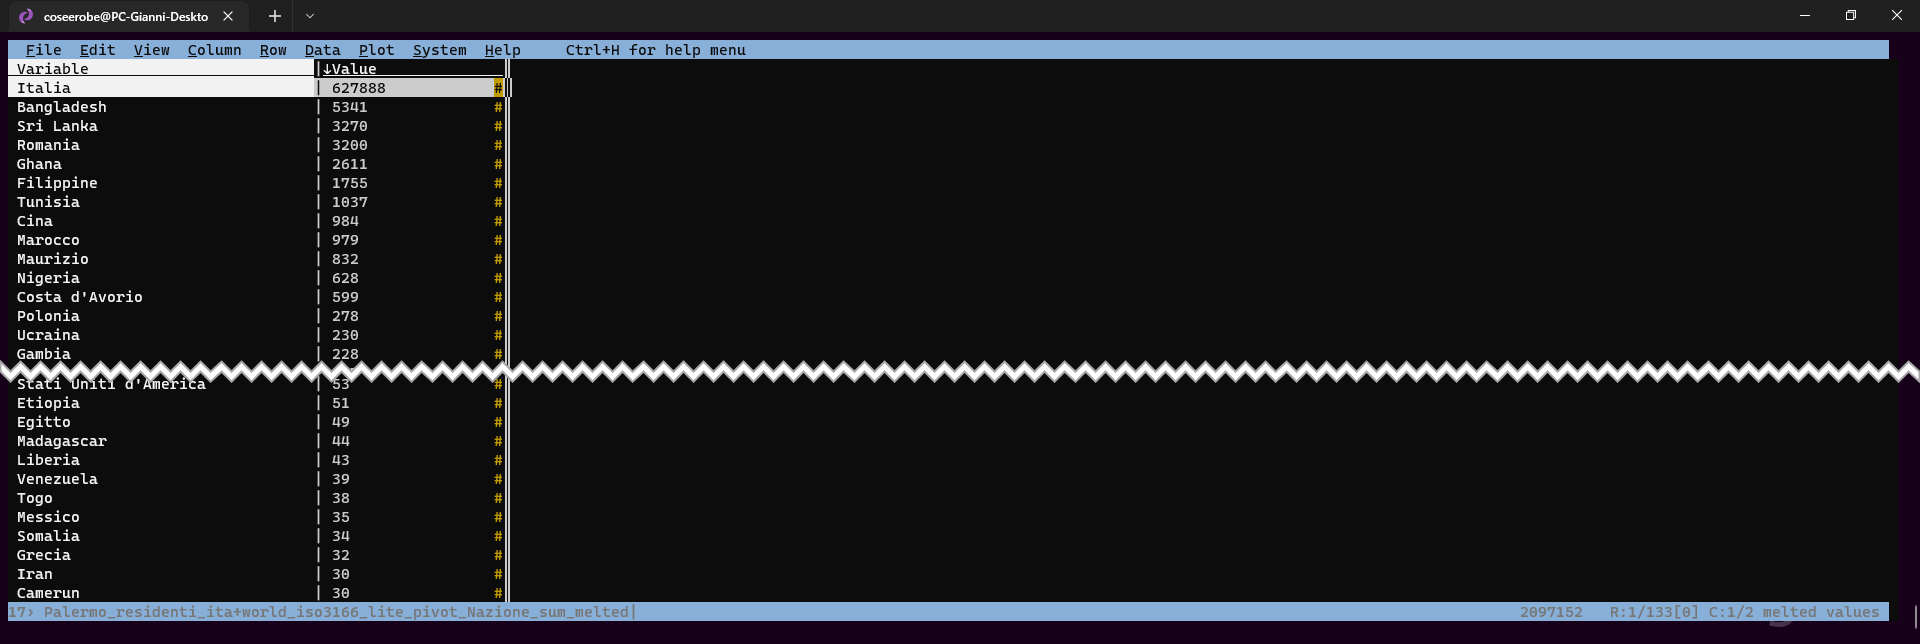 coseerobe@PC-Gianni-Deskto
File Edit View Column Row Data Plot System Help Ctrl+H for help menu
Variable |↓Value
Italia | 627888 #
Bangladesh | 5341 #
Sri Lanka | 3270 #
Romania | 3200 #
Ghana | 2611 #
Filippine | 1755 #
Tunisia | 1037 #
Cina | 984 #
Marocco | 979 #
Maurizio | 832 #
Nigeria | 628 #
Costa d'Avorio | 599 #
Polonia | 278 #
Ucraina | 230 #
Gambia | 228 #
Stati Uniti d'America | 53 #
Etiopia | 51 #
Egitto | 49 #
Madagascar | 44 #
Liberia | 43 #
Venezuela | 39 #
Togo | 38 #
Messico | 35 #
Somalia | 34 #
Grecia | 32 #
Iran | 30 #
Camerun | 30 #
17› Palermo_residenti_ita+world_iso3166_lite_pivot_Nazione_sum_melted| 2097152 R:1/133[0] C:1/2 melted values